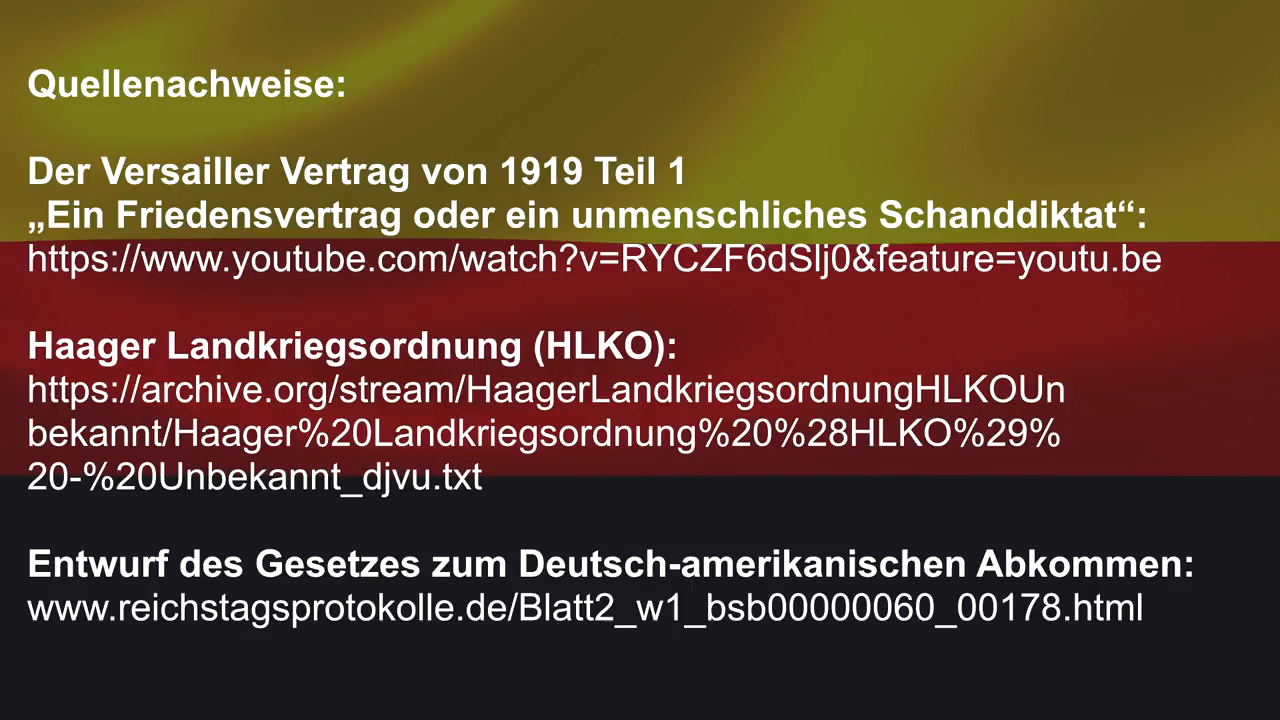 Quellenachweise:
Der Versailler Vertrag von 1919 Teil 1
„Ein Friedensvertrag oder ein unmenschliches Schanddiktat“:
https://www.youtube.com/watch?v=RYCZF6dSlj0&feature=youtu.be
Haager Landkriegsordnung (HLKO):
https://archive.org/stream/HaagerLandkriegsordnungHLKOUn
bekannt/Haager%20Landkriegsordnung%20%28HLKO%29%
20-%20Unbekannt_djvu.txt
Entwurf des Gesetzes zum Deutsch-amerikanischen Abkommen:
www.reichstagsprotokolle.de/Blatt2_w1_bsb00000060_00178.html